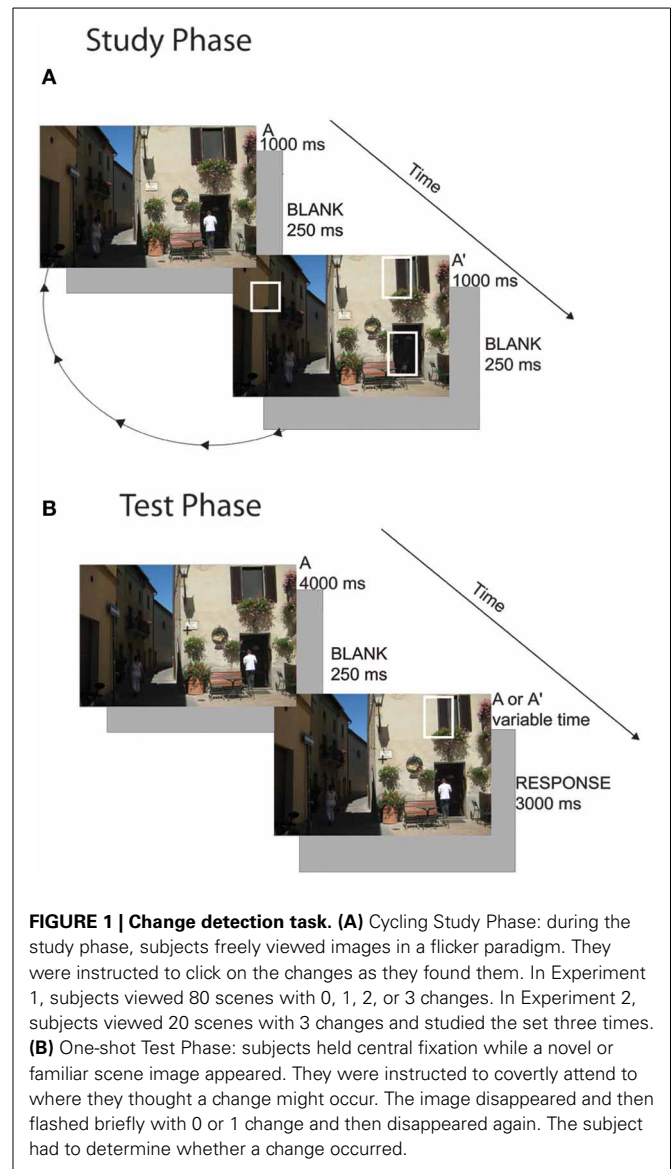 Study Phase
A
A
1000 ms
Time
BLANK
250 ms
A'
1000 ms
BLANK
250 ms
B
Test Phase
A
4000 ms
Time
BLANK
250 ms
A or A'
variable time
RESPONSE
3000 ms
FIGURE 1 | Change detection task. (A) Cycling Study Phase: during the
study phase, subjects freely viewed images in a flicker paradigm. They
were instructed to click on the changes as they found them. In Experiment
1, subjects viewed 80 scenes with 0, 1, 2, or 3 changes. In Experiment 2,
subjects viewed 20 scenes with 3 changes and studied the set three times.
(B) One-shot Test Phase: subjects held central fixation while a novel or
familiar scene image appeared. They were instructed to covertly attend to
where they thought a change might occur. The image disappeared and then
flashed briefly with 0 or 1 change and then disappeared again. The subject
had to determine whether a change occurred.